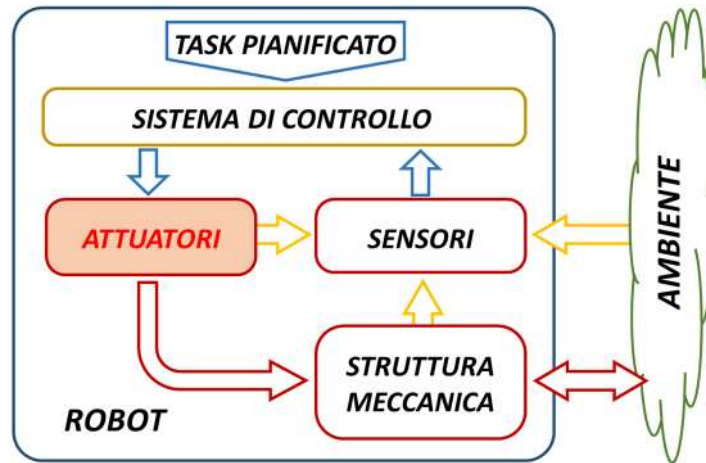 TASK PIANIFICATO
SISTEMA DI CONTROLLO
ATTUATORI
SENSORI
AMBIENTE
STRUTTURA
MECCANICA
ROBOT